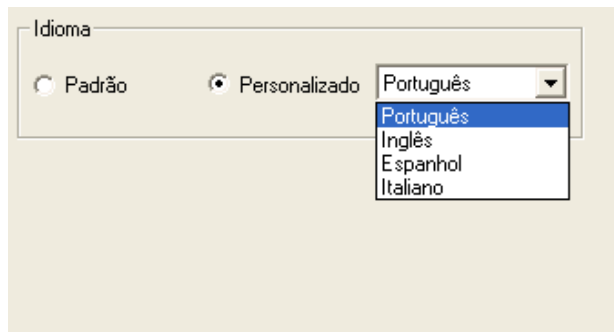 Idioma
Padrão
Personalizado
Português
Português
Inglês
Espanhol
Italiano